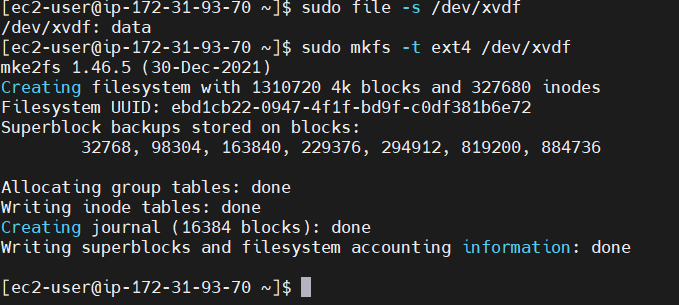 [ec2-user@ip-172-31-93-70 ~]$ sudo file -s /dev/xvdf
/dev/xvdf: data
[ec2-user@ip-172-31-93-70 ~]$ sudo mkfs -t ext4 /dev/xvdf
mke2fs 1.46.5 (30-Dec-2021)
Creating filesystem with 1310720 4k blocks and 327680 inodes
Filesystem UUID: ebd1cb22-0947-4f1f-bd9f-c0df381b6e72
Superblock backups stored on blocks:
        32768, 98304, 163840, 229376, 294912, 819200, 884736

Allocating group tables: done
Writing inode tables: done
Creating journal (16384 blocks): done
Writing superblocks and filesystem accounting information: done

[ec2-user@ip-172-31-93-70 ~]$